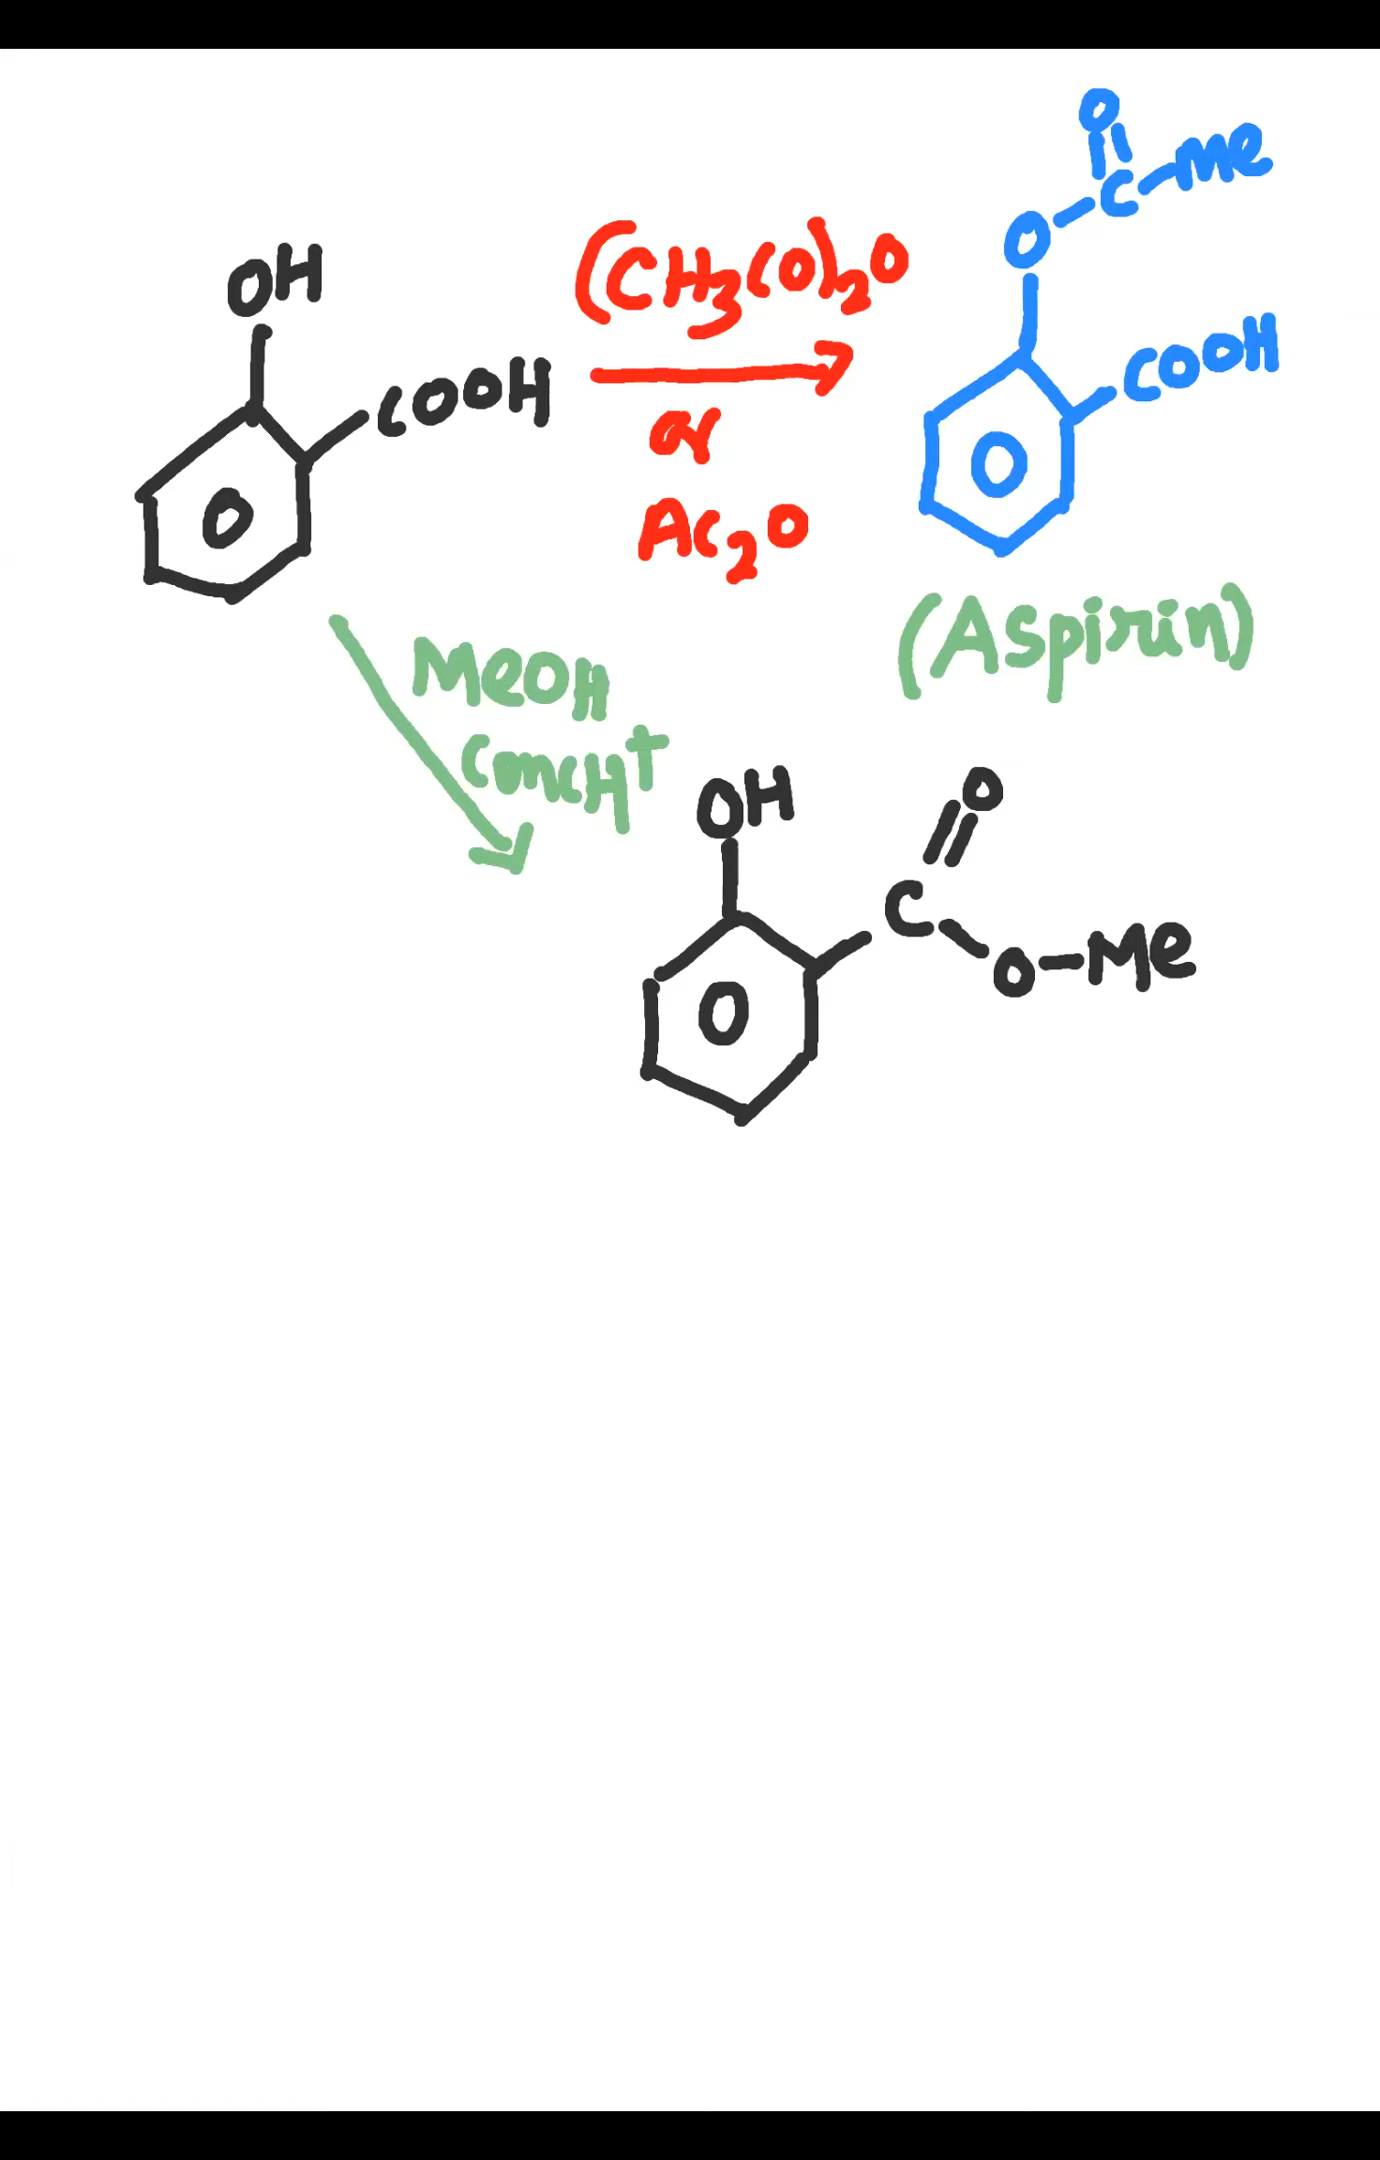 OH
COOH
(CH3CO)2O
or
Ac2O
O
C-Me
O
COOH
(Aspirin)
MeOH
Conc H+
OH
O
C
O-Me